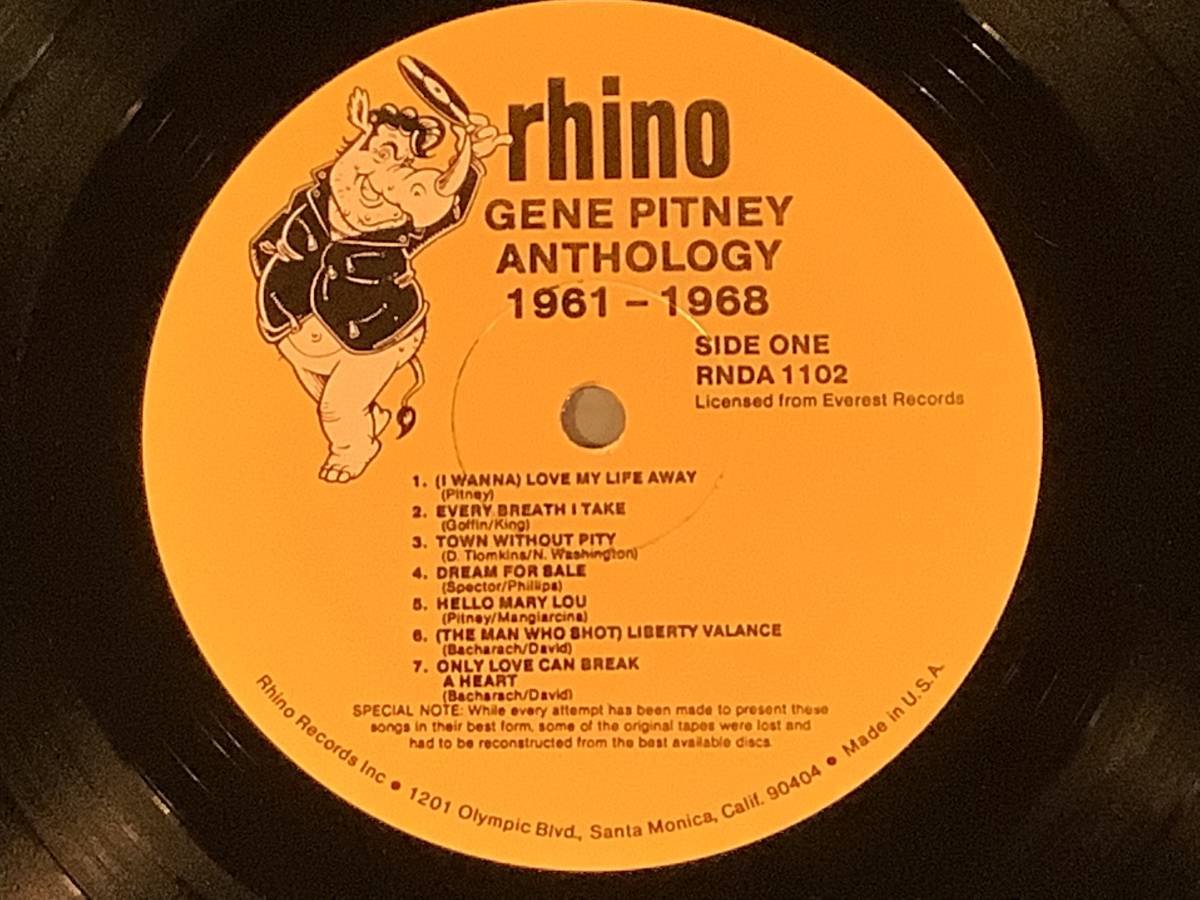 rhino
GENE PITNEY
ANTHOLOGY
1961 – 1968
SIDE ONE
RNDA 1102
Licensed from Everest Records
1. (I WANNA) LOVE MY LIFE AWAY
(Pitney)
2. EVERY BREATH I TAKE
(Goffin/King)
3. TOWN WITHOUT PITY
(D. Tiomkins/N. Washington)
4. DREAM FOR SALE
(Spector/Phillips)
5. HELLO MARY LOU
(Pitney/Mangiarcina)
6. (THE MAN WHO SHOT) LIBERTY VALANCE
(Bacharach/David)
7. ONLY LOVE CAN BREAK
A HEART
(Bacharach/David)
SPECIAL NOTE: While every attempt has been made to present these
songs in their best form, some of the original tapes were lost and
had to be reconstructed from the best available discs.
Rhino Records Inc • 1201 Olympic Blvd., Santa Monica, Calif. 90404 • Made in U.S.A.